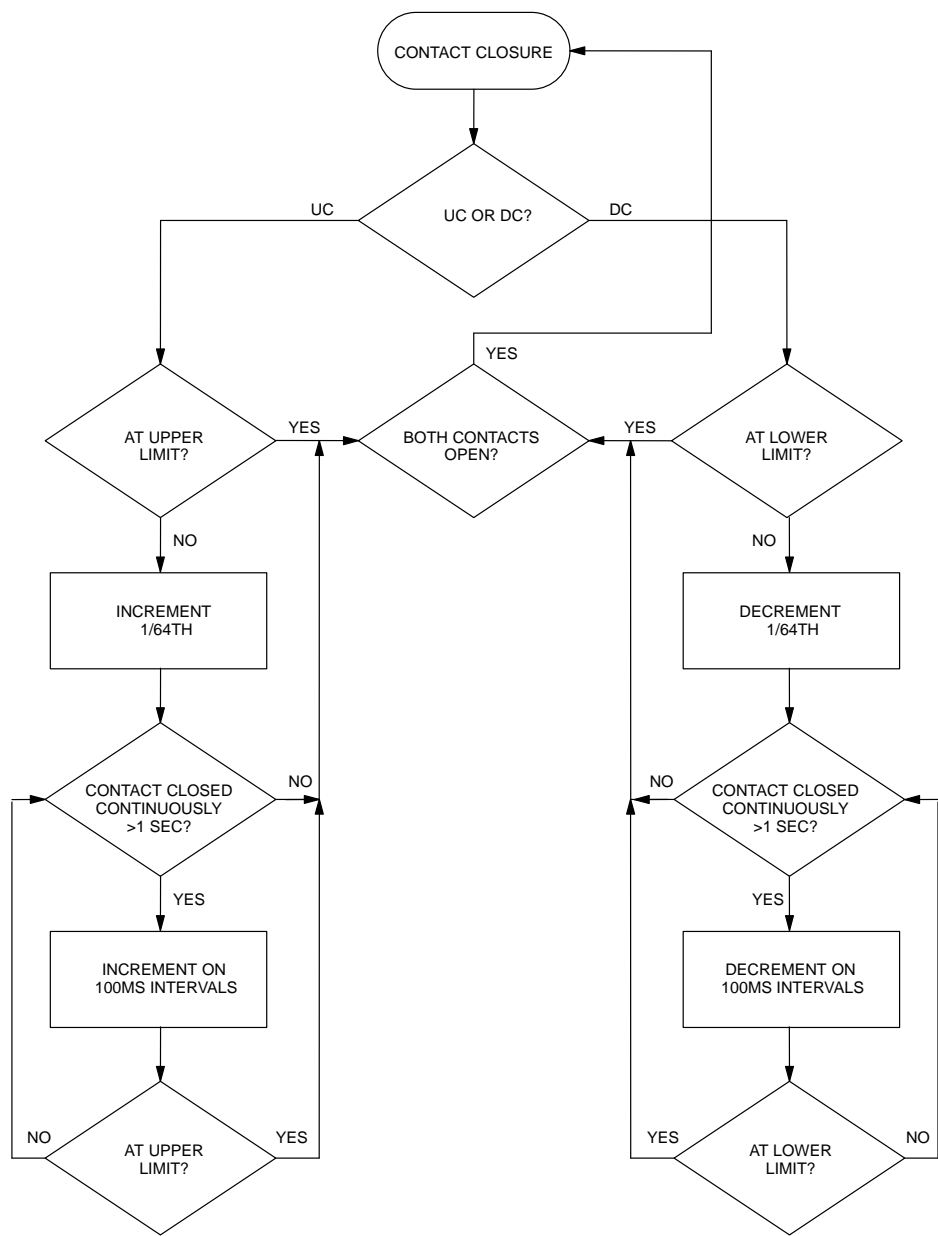 CONTACT CLOSURE
UC OR DC?
UC
DC
YES
AT UPPER
LIMIT?
YES
BOTH CONTACTS
OPEN?
YES
AT LOWER
LIMIT?
NO
NO
INCREMENT
1/64TH
DECREMENT
1/64TH
CONTACT CLOSED
CONTINUOUSLY
>1 SEC?
NO
NO
CONTACT CLOSED
CONTINUOUSLY
>1 SEC?
YES
YES
INCREMENT ON
100MS INTERVALS
DECREMENT ON
100MS INTERVALS
NO
AT UPPER
LIMIT?
YES
YES
AT LOWER
LIMIT?
NO